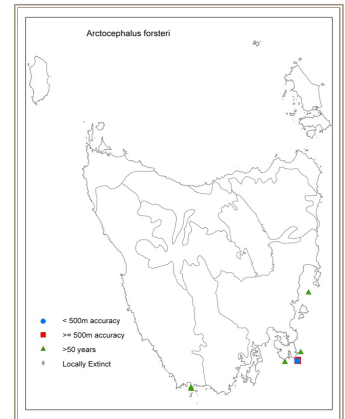 Arctocephalus forsteri
< 500m accuracy
>= 500m accuracy
>50 years
Locally Extinct